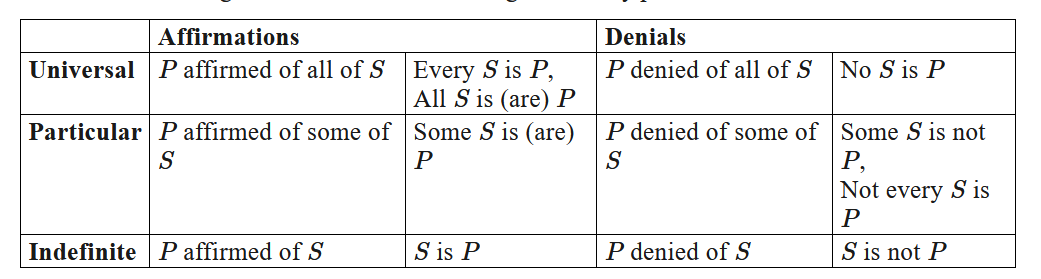 Affirmations Denials
Universal P affirmed of all of S Every S is P, P denied of all of S No S is P
All S is (are) P
Particular P affirmed of some of Some S is (are) P denied of some of Some S is not
S P S P,
Not every S is
P
Indefinite P affirmed of S S is P P denied of S S is not P